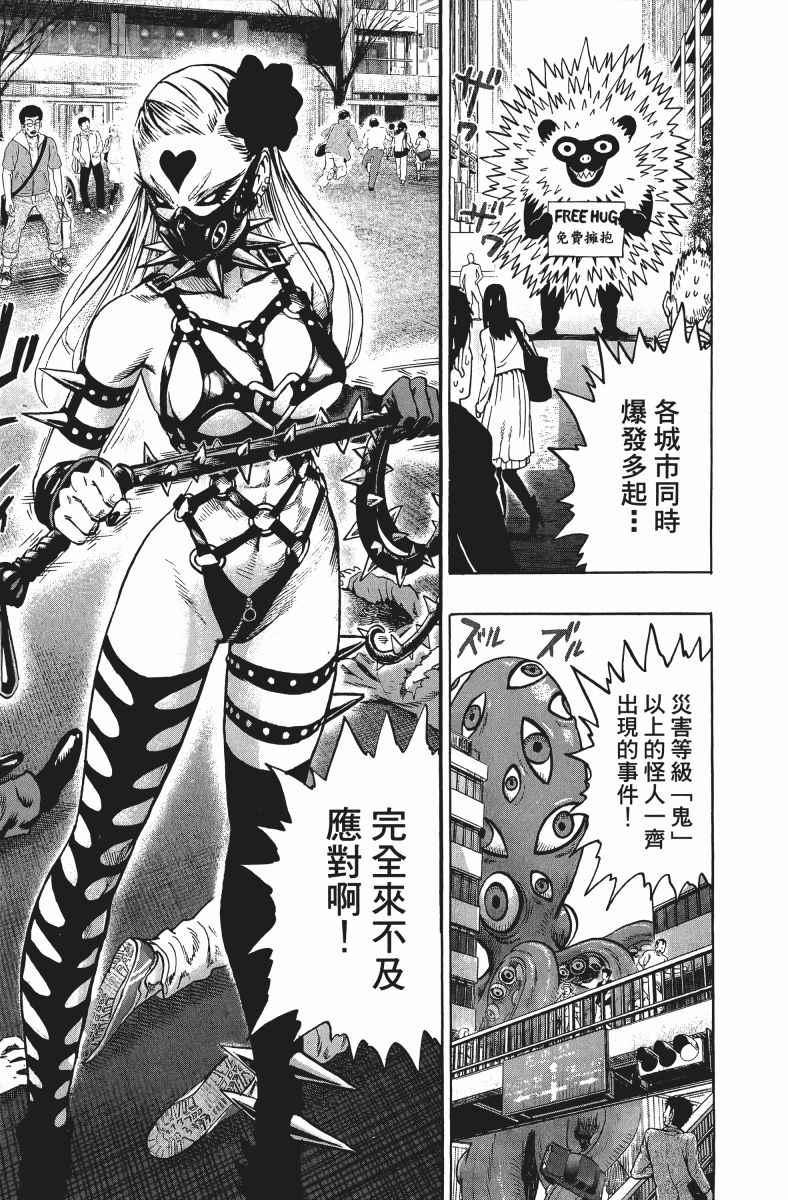 ザワ
ザワ
FREE HUG
免費擁抱
各城市同時
爆發多起…
ズル
ズル
災害等級「鬼」
以上的怪人一齊
出現的事件！
完全來不及
應對啊！